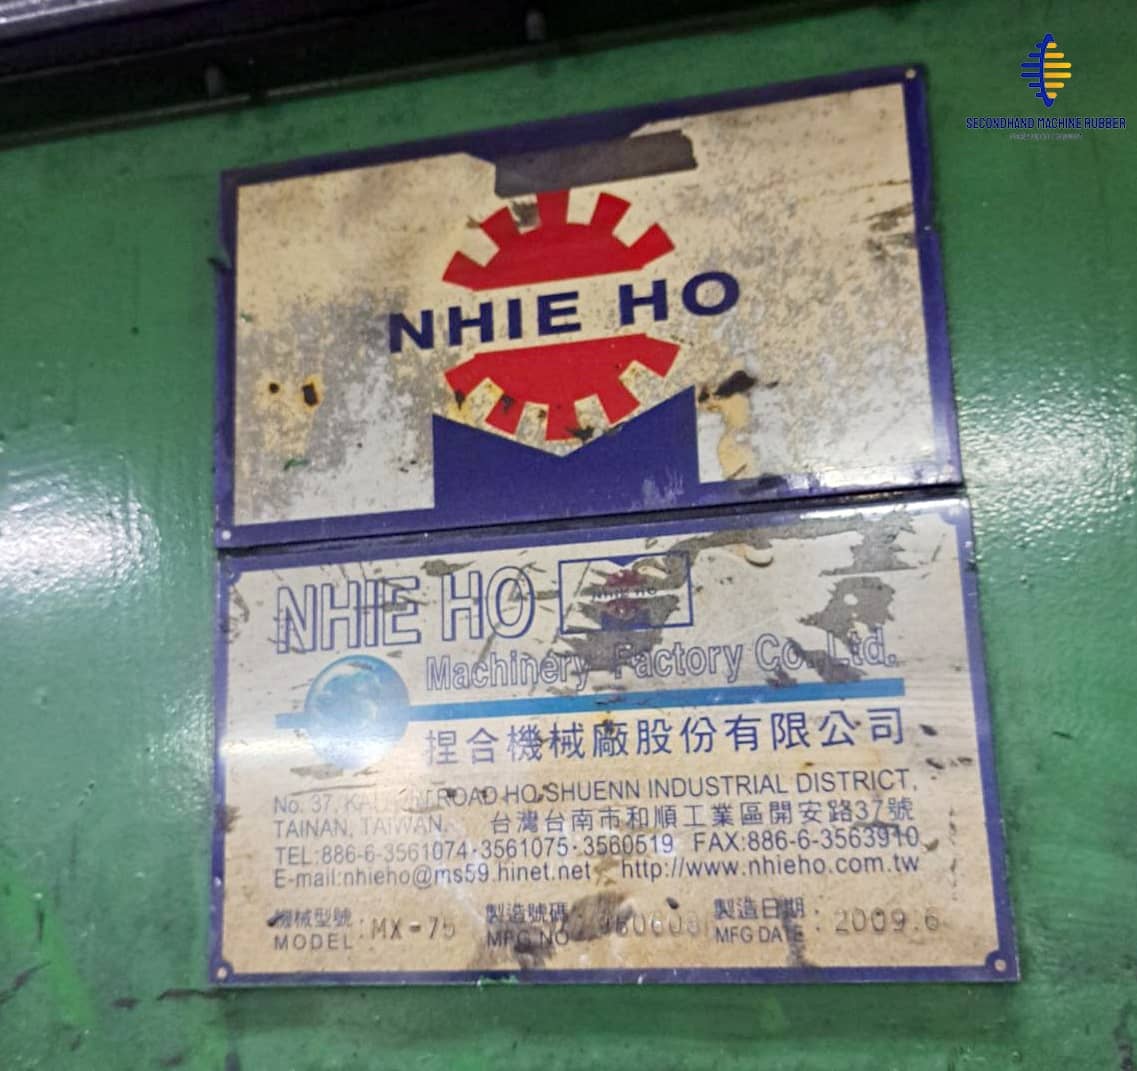 SECONDHAND MACHINE RUBBER
NHIE HO
NHIE HO
NHIE HO
Machinery Factory Co., Ltd.
捏合機械廠股份有限公司
No. 37, ROAD HO SHUENN INDUSTRIAL DISTRICT,
TAINAN, TAIWAN. 台灣台南市和順工業區開安路37號
TEL:886-6-3561074·3561075·3560519 FAX:886-6-3563910
E-mail:nhieho@ms59.hinet.net http://www.nhieho.com.tw
機械型號 製造號碼 製造日期:
MODEL:MX-75 MFG NO MFG DATE 2009.6